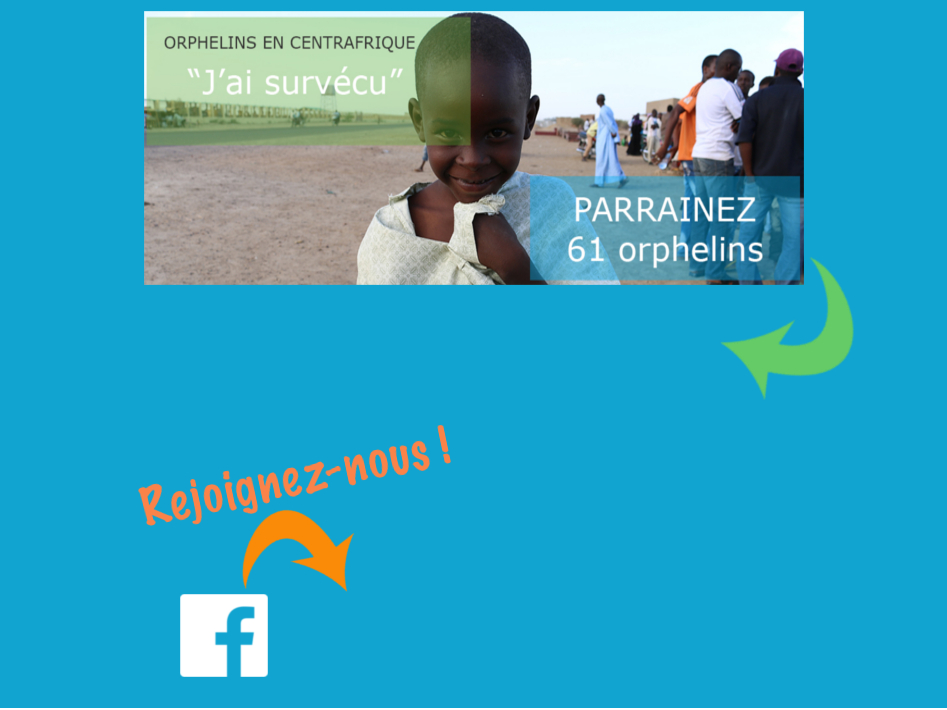 ORPHELINS EN CENTRAFRIQUE
“J’ai survécu”
PARRAINEZ
61 orphelins
Rejoignez-nous !
f